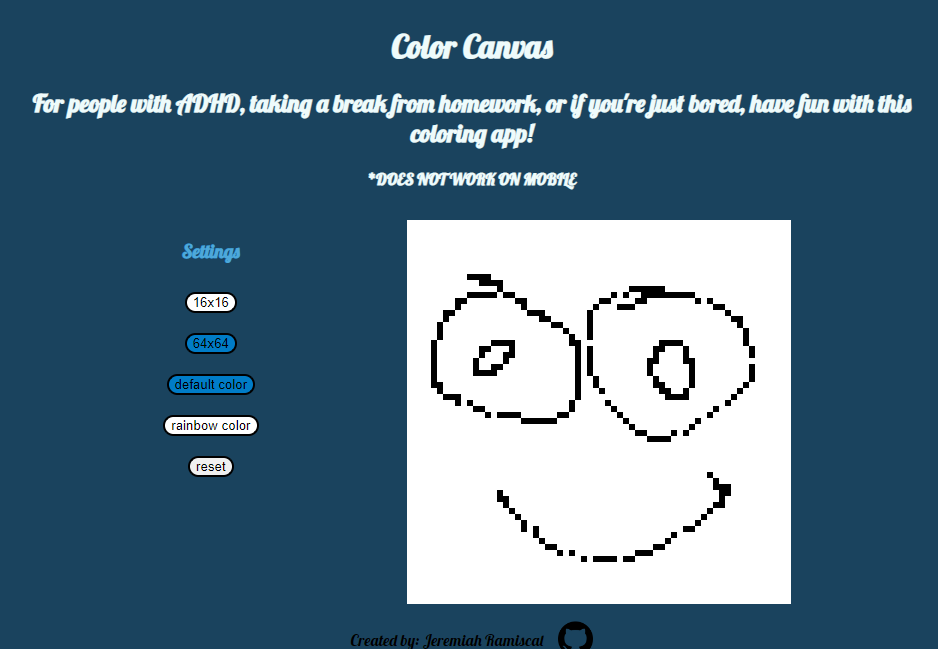 Color Canvas
For people with ADHD, taking a break from homework, or if you're just bored, have fun with this
coloring app!
*DOES NOT WORK ON MOBILE
Settings
16x16
64x64
default color
rainbow color
reset
Created by: Jeremiah Ramiscal